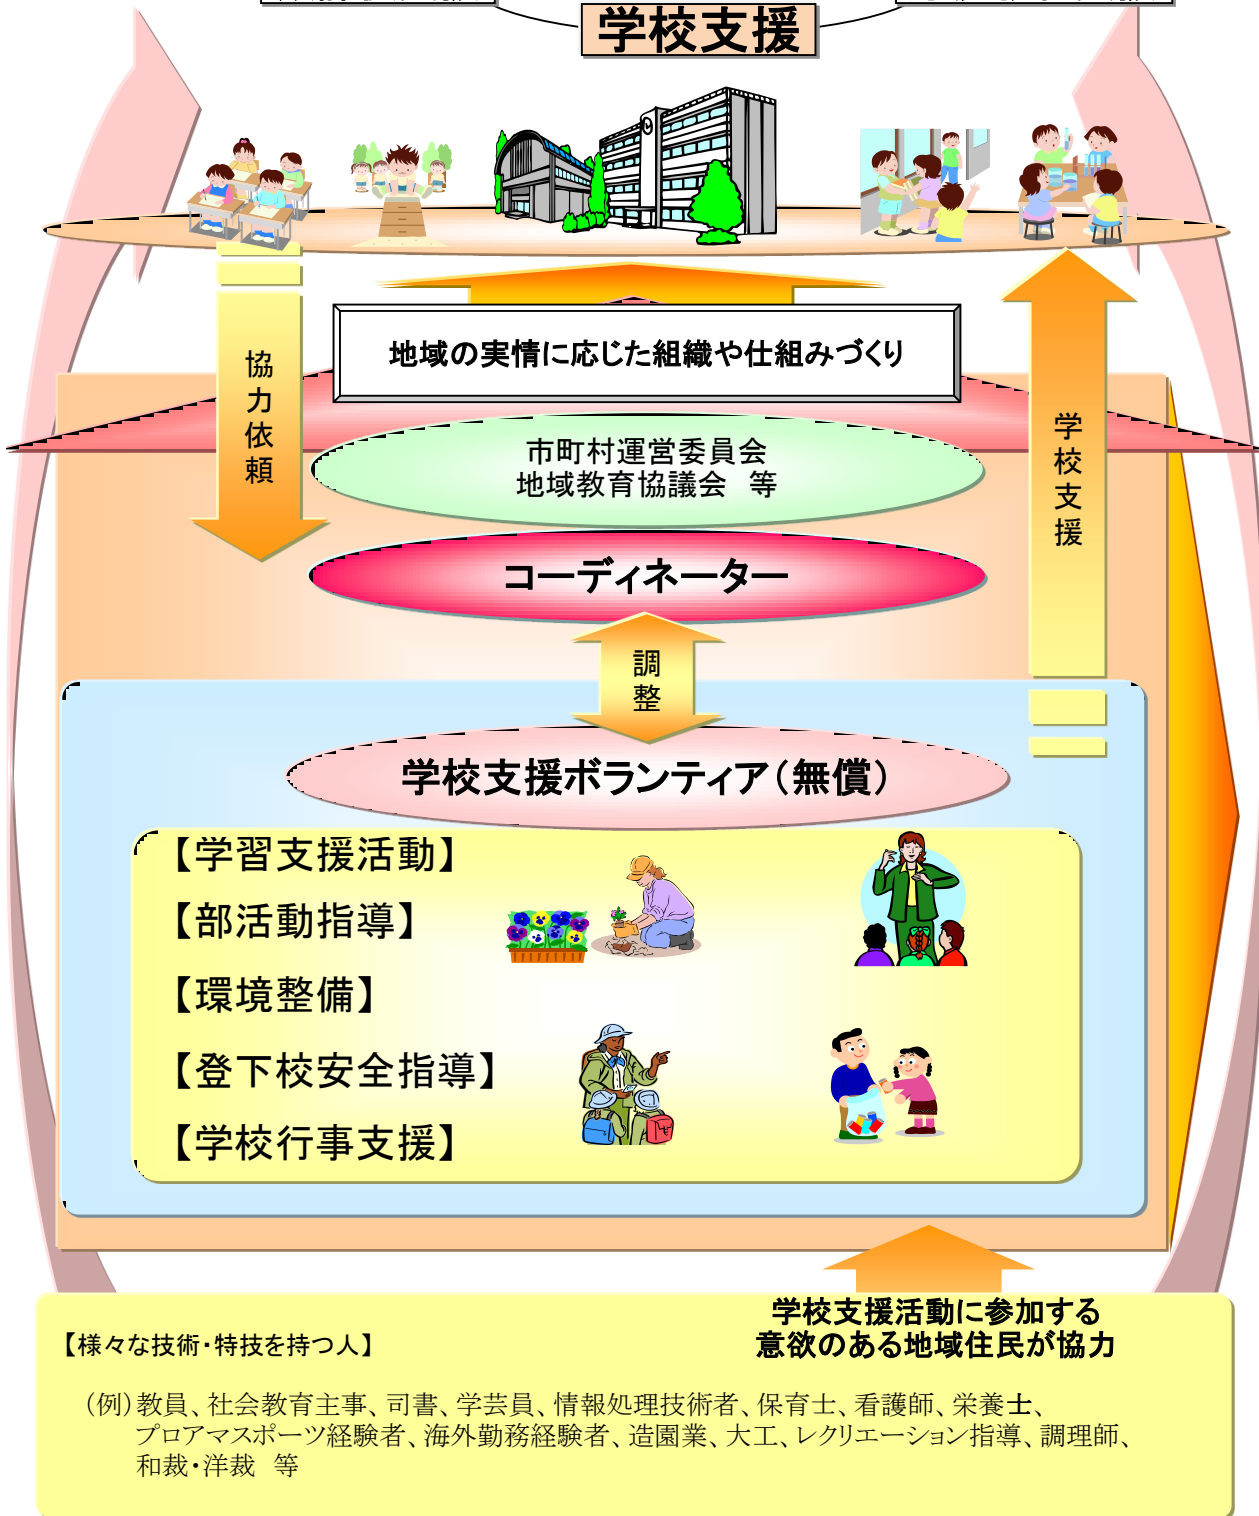 学校支援
地域の実情に応じた組織や仕組みづくり
協力依頼
学校支援
市町村運営委員会
地域教育協議会　等
コーディネーター
調整
学校支援ボランティア（無償）
【学習支援活動】
【部活動指導】
【環境整備】
【登下校安全指導】
【学校行事支援】
学校支援活動に参加する
意欲のある地域住民が協力
【様々な技術・特技を持つ人】
（例）教員、社会教育主事、司書、学芸員、情報処理技術者、保育士、看護師、栄養士、
プロアマスポーツ経験者、海外勤務経験者、造園業、大工、レクリエーション指導、調理師、
和裁・洋裁　等